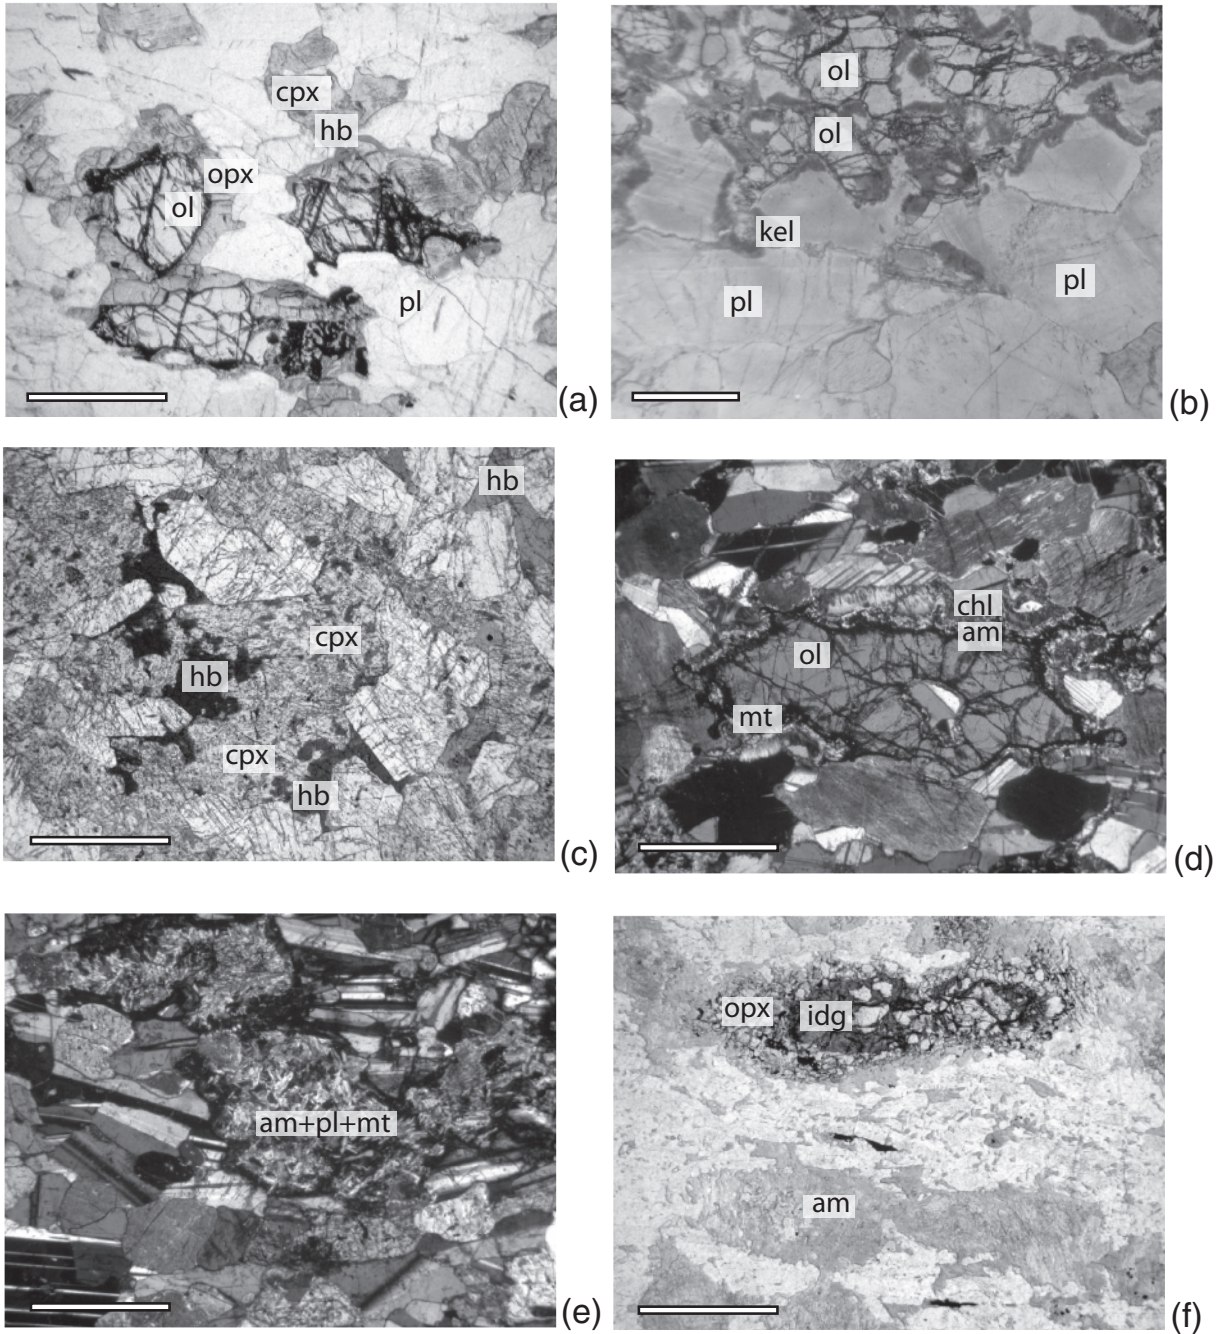 cpx
hb
opx
ol
pl
(a)
ol
ol
kel
pl
pl
(b)
hb
cpx
hb
cpx
hb
(c)
chl
am
ol
mt
(d)
am+pl+mt
(e)
opx
idg
am
(f)